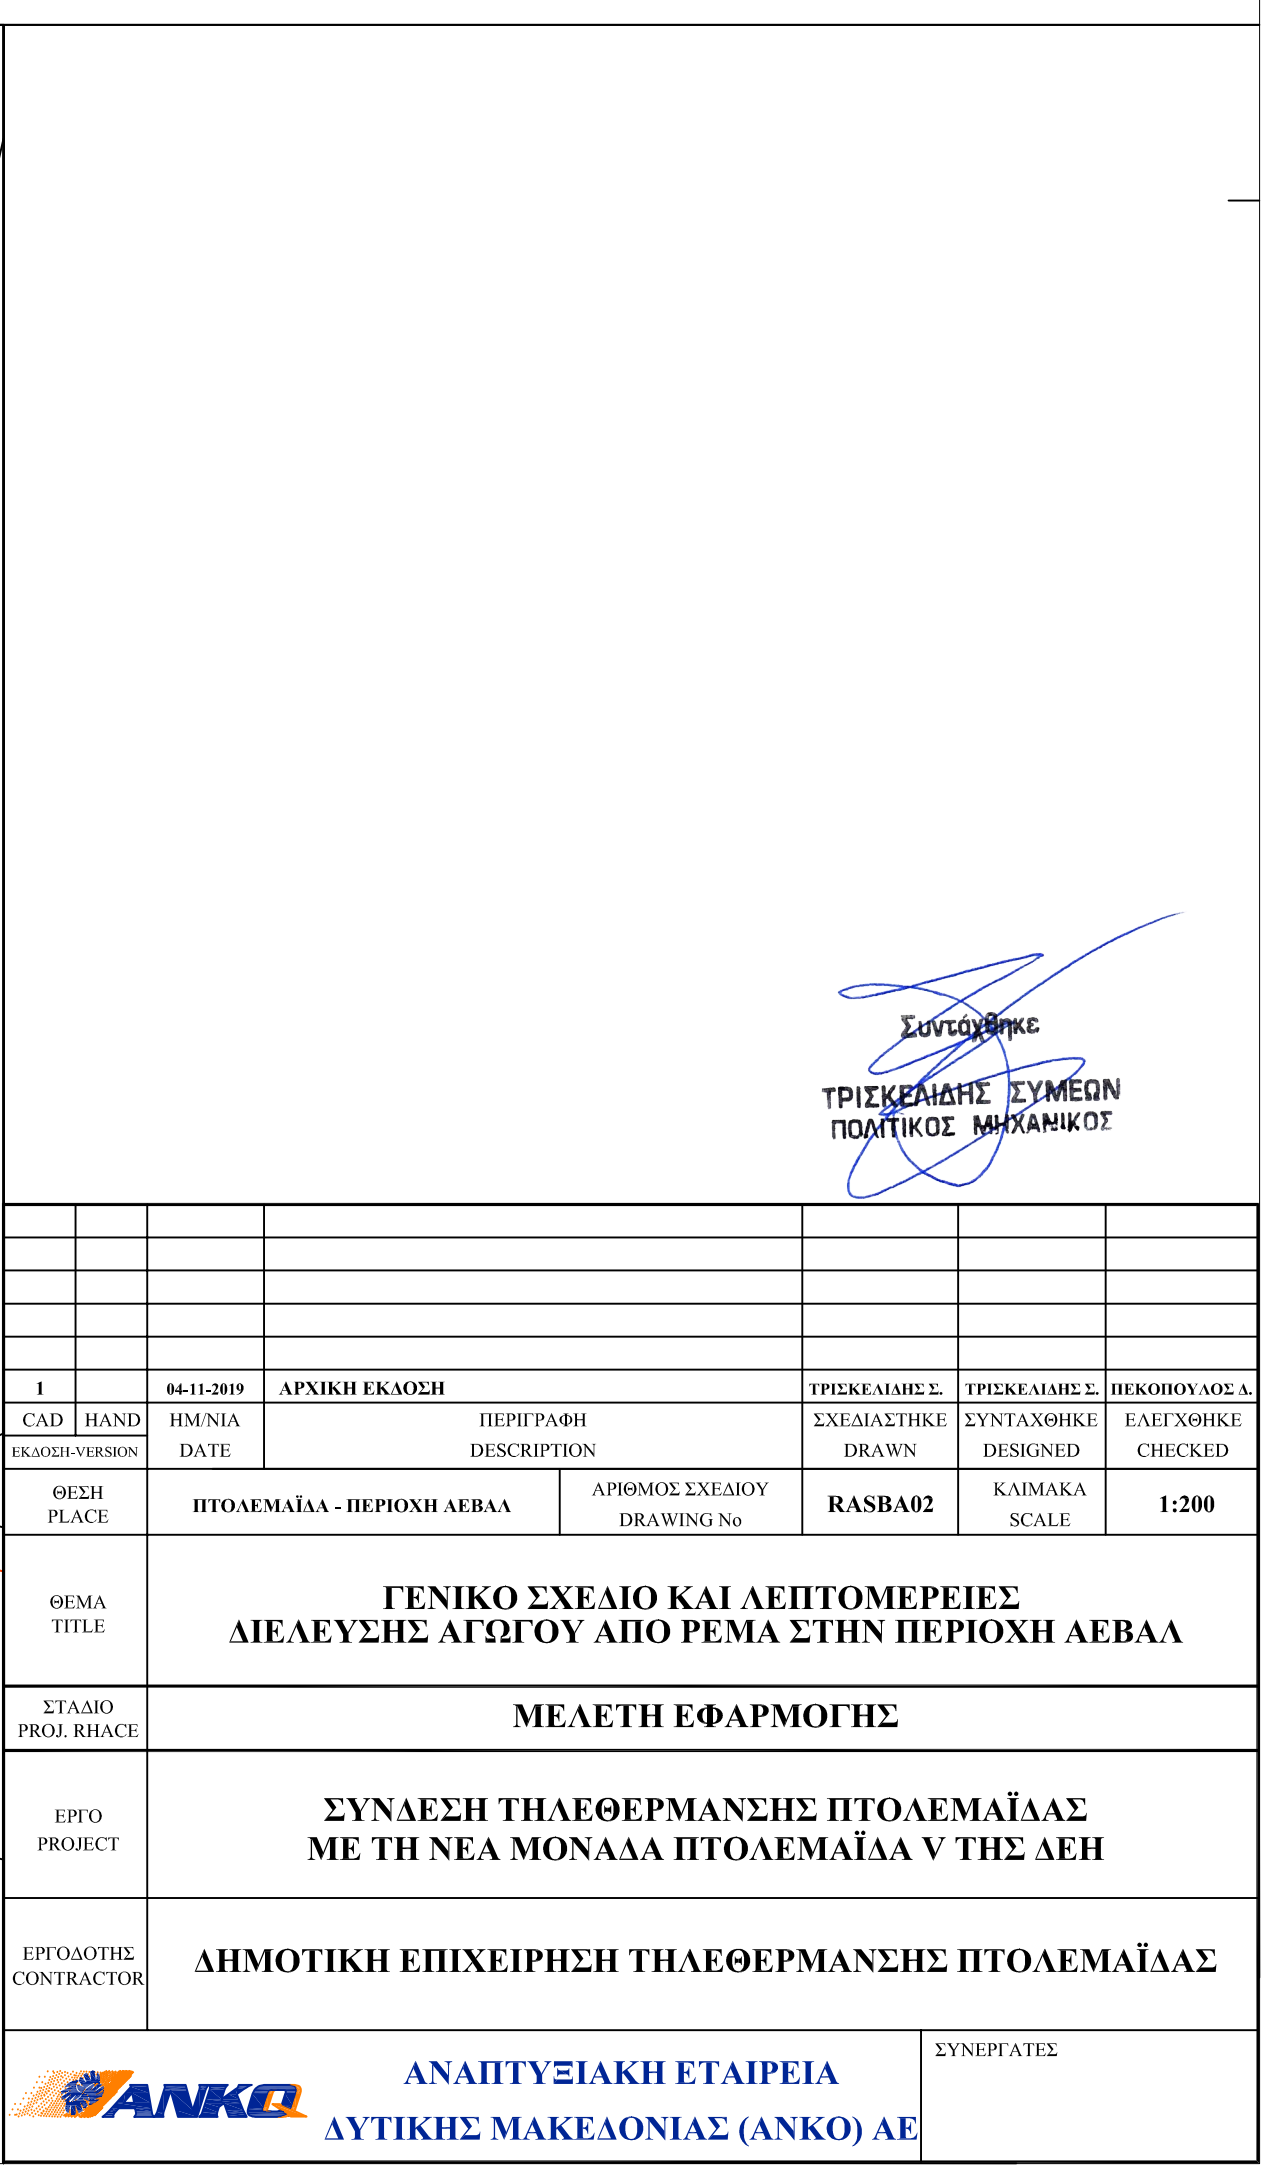 Συντάχθηκε
ΤΡΙΣΚΕΛΙΔΗΣ ΣΥΜΕΩΝ
ΠΟΛΙΤΙΚΟΣ ΜΗΧΑΝΙΚΟΣ
1 04-11-2019 ΑΡΧΙΚΗ ΕΚΔΟΣΗ ΤΡΙΣΚΕΛΙΔΗΣ Σ. ΤΡΙΣΚΕΛΙΔΗΣ Σ. ΠΕΚΟΠΟΥΛΟΣ Δ.
CAD HAND ΗΜ/ΝΙΑ ΠΕΡΙΓΡΑΦΗ ΣΧΕΔΙΑΣΤΗΚΕ ΣΥΝΤΑΧΘΗΚΕ ΕΛΕΓΧΘΗΚΕ
ΕΚΔΟΣΗ-VERSION DATE DESCRIPTION DRAWN DESIGNED CHECKED
ΘΕΣΗ
PLACE
ΠΤΟΛΕΜΑΪΔΑ - ΠΕΡΙΟΧΗ ΑΕΒΑΛ
ΑΡΙΘΜΟΣ ΣΧΕΔΙΟΥ
DRAWING No
RASBA02
ΚΛΙΜΑΚΑ
SCALE
1:200
ΘΕΜΑ
TITLE
ΓΕΝΙΚΟ ΣΧΕΔΙΟ ΚΑΙ ΛΕΠΤΟΜΕΡΕΙΕΣ
ΔΙΕΛΕΥΣΗΣ ΑΓΩΓΟΥ ΑΠΟ ΡΕΜΑ ΣΤΗΝ ΠΕΡΙΟΧΗ ΑΕΒΑΛ
ΣΤΑΔΙΟ
PROJ. RHACE
ΜΕΛΕΤΗ ΕΦΑΡΜΟΓΗΣ
ΕΡΓΟ
PROJECT
ΣΥΝΔΕΣΗ ΤΗΛΕΘΕΡΜΑΝΣΗΣ ΠΤΟΛΕΜΑΪΔΑΣ
ΜΕ ΤΗ ΝΕΑ ΜΟΝΑΔΑ ΠΤΟΛΕΜΑΪΔΑ V ΤΗΣ ΔΕΗ
ΕΡΓΟΔΟΤΗΣ
CONTRACTOR
ΔΗΜΟΤΙΚΗ ΕΠΙΧΕΙΡΗΣΗ ΤΗΛΕΘΕΡΜΑΝΣΗΣ ΠΤΟΛΕΜΑΪΔΑΣ
ANKO
ΑΝΑΠΤΥΞΙΑΚΗ ΕΤΑΙΡΕΙΑ
ΔΥΤΙΚΗΣ ΜΑΚΕΔΟΝΙΑΣ (ΑΝΚΟ) ΑΕ
ΣΥΝΕΡΓΑΤΕΣ